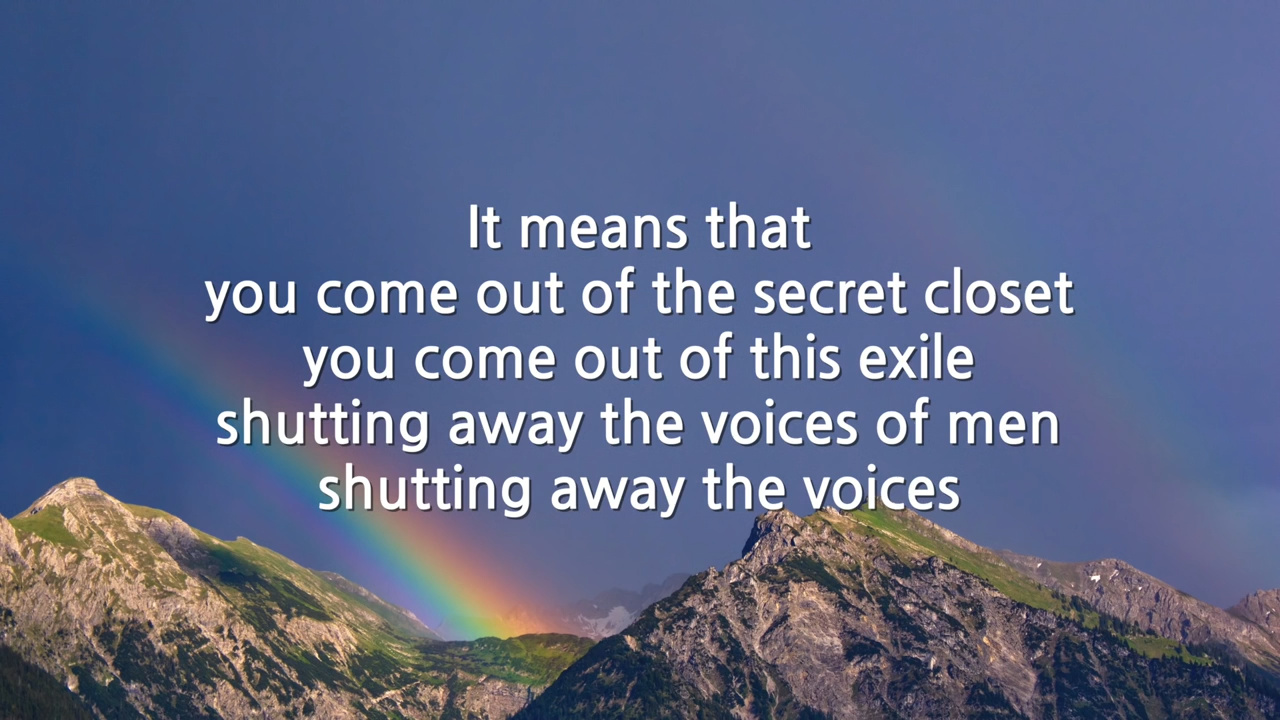 It means that
you come out of the secret closet
you come out of this exile
shutting away the voices of men
shutting away the voices